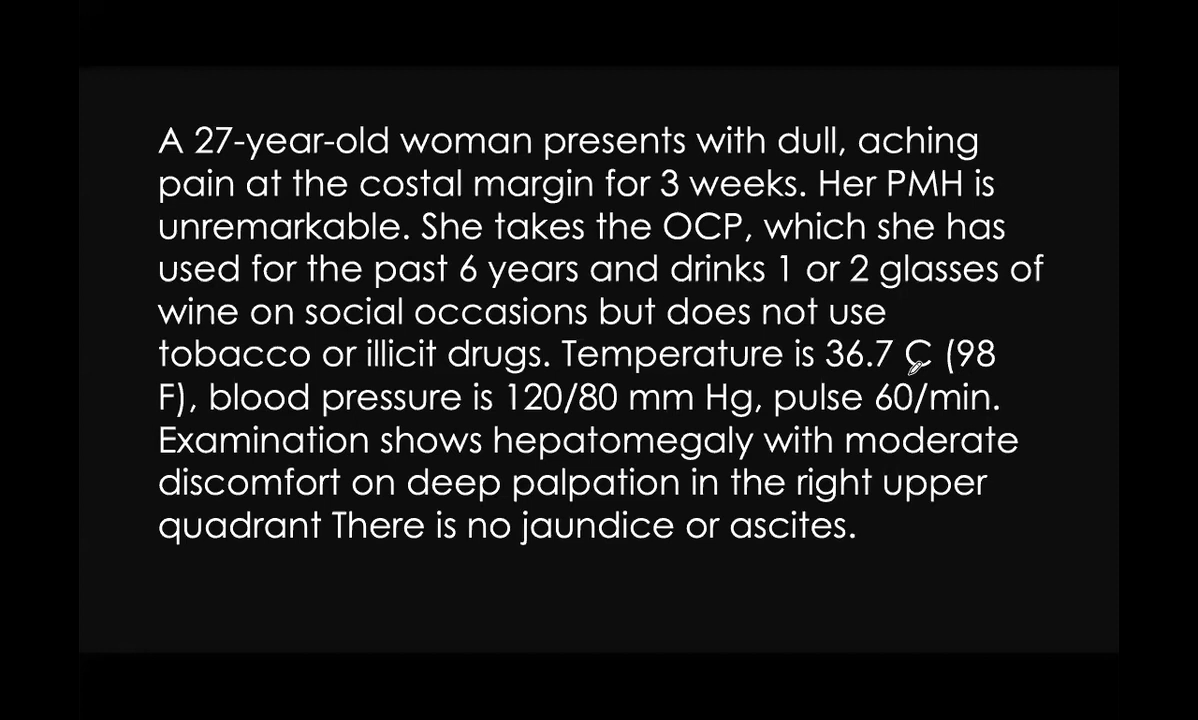 A 27-year-old woman presents with dull, aching
pain at the costal margin for 3 weeks. Her PMH is
unremarkable. She takes the OCP, which she has
used for the past 6 years and drinks 1 or 2 glasses of
wine on social occasions but does not use
tobacco or illicit drugs. Temperature is 36.7 C (98
F), blood pressure is 120/80 mm Hg, pulse 60/min.
Examination shows hepatomegaly with moderate
discomfort on deep palpation in the right upper
quadrant There is no jaundice or ascites.